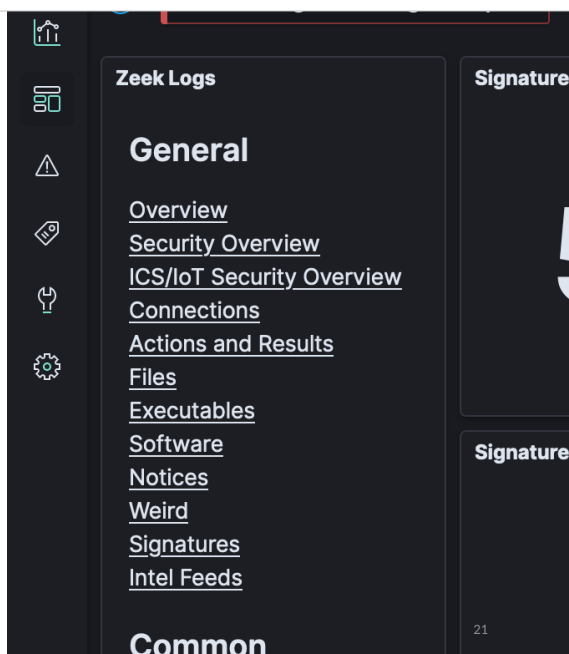 Zeek Logs
Signature
General
Overview
Security Overview
ICS/IoT Security Overview
Connections
Actions and Results
Files
Executables
Software
Notices
Weird
Signatures
Intel Feeds
Signature
21
Common